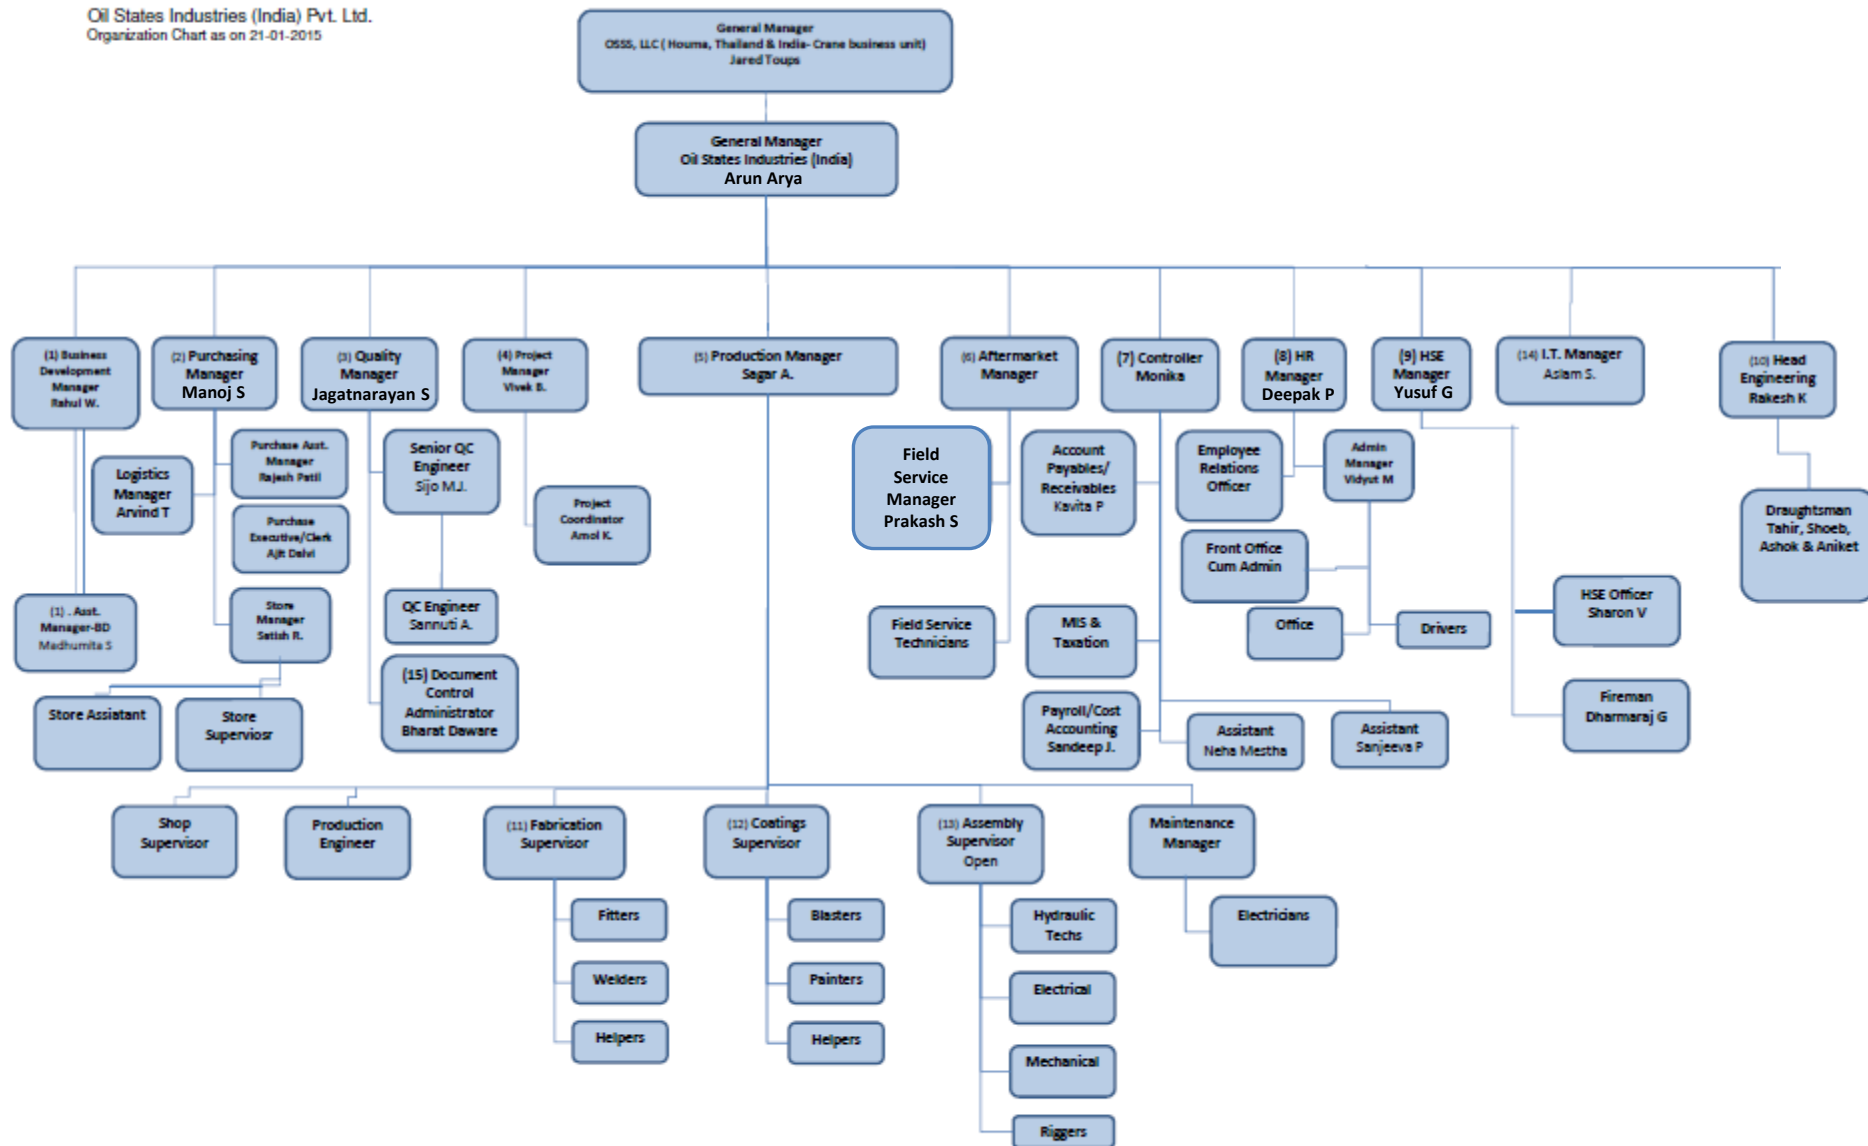 Oil States Industries (India) Pvt. Ltd.
Organization Chart as on 21-01-2015
General Manager
OSSS, LLC ( Houma, Thailand & India- Crane business unit)
Jared Toups
General Manager
Oil States Industries (India)
Arun Arya
(1) Business
Development
Manager
Rahul W.
(2) Purchasing
Manager
Manoj S
(3) Quality
Manager
Jagatnarayan S
(4) Project
Manager
Vivek B.
(5) Production Manager
Sagar A.
(6) Aftermarket
Manager
(7) Controller
Monika
(8) HR
Manager
Deepak P
(9) HSE
Manager
Yusuf G
(14) I.T. Manager
Aslam S.
(10) Head
Engineering
Rakesh K
Logistics
Manager
Arvind T
Purchase Asst.
Manager
Rajesh Patil
Purchase
Executive/Clerk
Ajit Dalvi
Senior QC
Engineer
Sijo M.J.
Project
Coordinator
Amol K.
Field
Service
Manager
Prakash S
Account
Payables/
Receivables
Kavita P
Employee
Relations
Officer
Admin
Manager
Vidyut M
Draughtsman
Tahir, Shoeb,
Ashok & Aniket
Front Office
Cum Admin
(1) . Asst.
Manager-BD
Madhumita S
Store
Manager
Satish R.
QC Engineer
Sannuti A.
Field Service
Technicians
MIS &
Taxation
Office
Drivers
HSE Officer
Sharon V
Store Assiatant
Store
Superviosr
(15) Document
Control
Administrator
Bharat Daware
Payroll/Cost
Accounting
Sandeep J.
Assistant
Neha Mestha
Assistant
Sanjeeva P
Fireman
Dharmaraj G
Shop
Supervisor
Production
Engineer
(11) Fabrication
Supervisor
(12) Coatings
Supervisor
(13) Assembly
Supervisor
Open
Maintenance
Manager
Fitters
Welders
Helpers
Blasters
Painters
Helpers
Hydraulic
Techs
Electrical
Mechanical
Riggers
Electricians